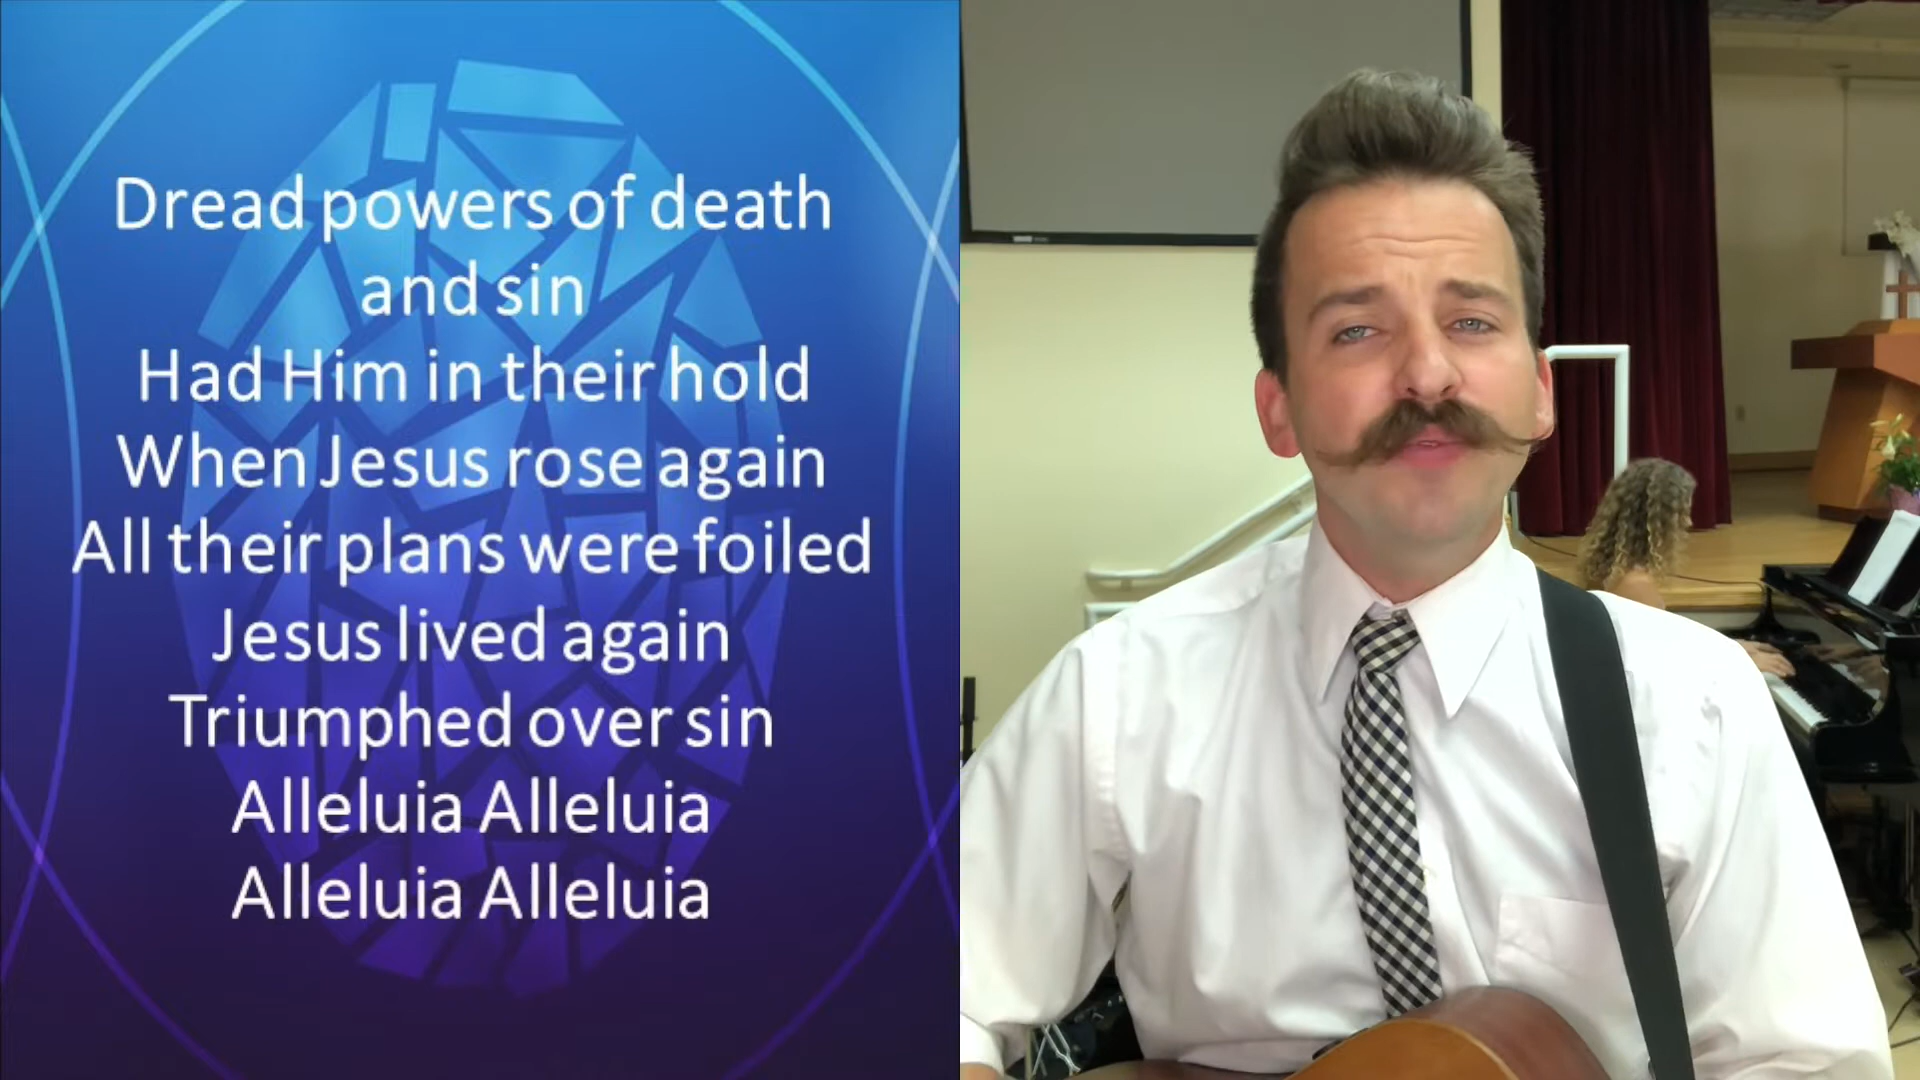 Dread powers of death
and sin
Had Him in their hold
When Jesus rose again
All their plans were foiled
Jesus lived again
Triumphed over sin
Alleluia Alleluia
Alleluia Alleluia